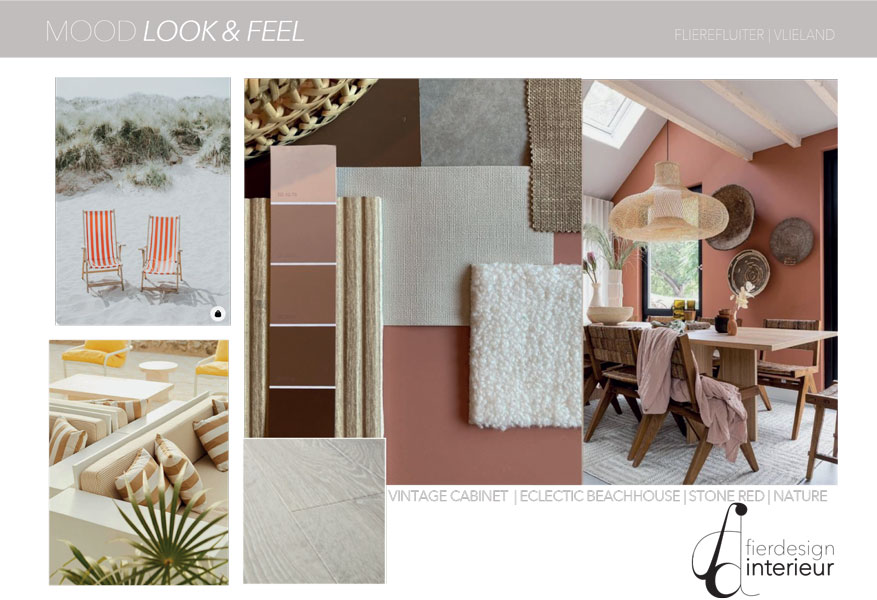 MOOD LOOK & FEEL
FLIEREFLUITER | VLIELAND
VINTAGE CABINET | ECLECTIC BEACHHOUSE | STONE RED | NATURE
fierdesign
interieur